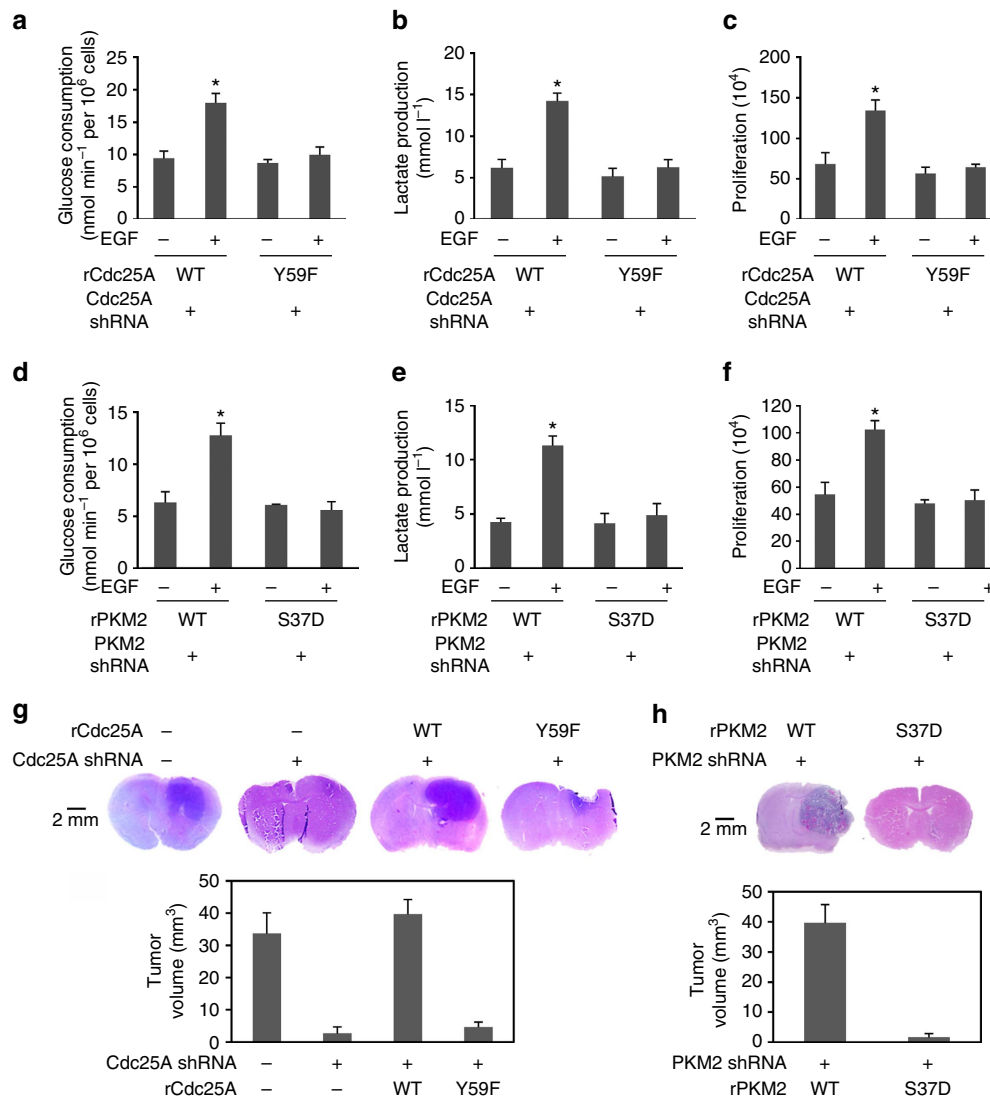 a
b
c
Glucose consumption
(nmol min⁻¹ per 10⁶ cells)
25
20
15
10
5
0
*
EGF – + – +
rCdc25A WT Y59F
Cdc25A
shRNA + +
Lactate production
(mmol l⁻¹)
20
15
10
5
0
*
EGF – + – +
rCdc25A WT Y59F
Cdc25A
shRNA + +
Proliferation (10⁴)
200
150
100
50
0
*
EGF – + – +
rCdc25A WT Y59F
Cdc25A
shRNA + +
d
e
f
Glucose consumption
(nmol min⁻¹ per 10⁶ cells)
15
10
5
0
*
EGF – + – +
rPKM2 WT S37D
PKM2
shRNA + +
Lactate production
(mmol l⁻¹)
15
10
5
0
*
EGF – + – +
rPKM2 WT S37D
PKM2
shRNA + +
Proliferation (10⁴)
120
100
80
60
40
20
0
*
EGF – + – +
rPKM2 WT S37D
PKM2
shRNA + +
g
rCdc25A – – WT Y59F
Cdc25A shRNA – + + +
2 mm
Tumor
volume (mm³)
50
40
30
20
10
0
Cdc25A shRNA – + + +
rCdc25A – – WT Y59F
h
rPKM2 WT S37D
PKM2 shRNA + +
2 mm
Tumor
volume (mm³)
50
40
30
20
10
0
PKM2 shRNA + +
rPKM2 WT S37D